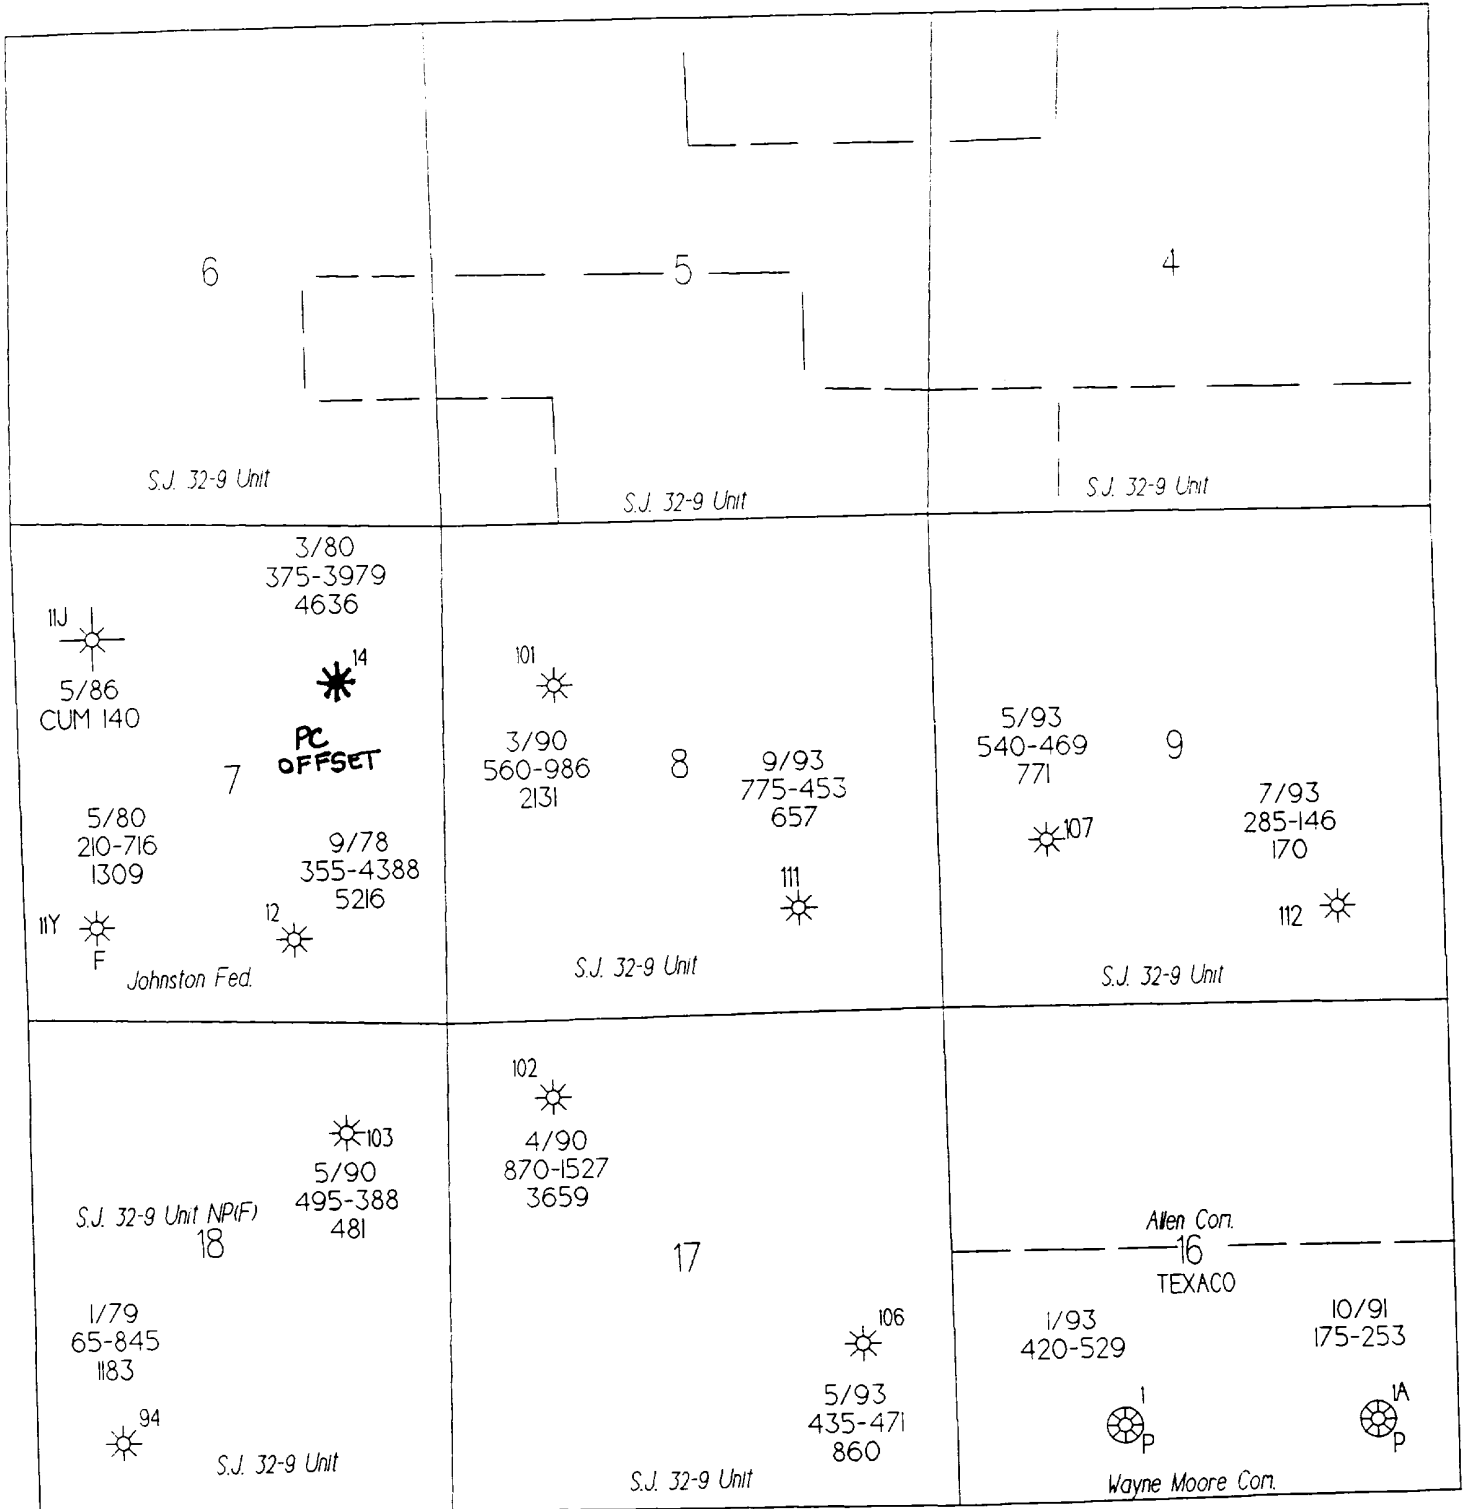 6
5
4
S.J. 32-9 Unit
S.J. 32-9 Unit
S.J. 32-9 Unit
3/80
375-3979
4636
11J
14
5/86
CUM 140
PC
OFFSET
7
5/80
210-716
1309
9/78
355-4388
5216
11Y
F
12
Johnston Fed.
101
3/90
560-986
2131
8
9/93
775-453
657
111
S.J. 32-9 Unit
5/93
540-469
771
9
107
7/93
285-146
170
112
S.J. 32-9 Unit
103
5/90
495-388
481
S.J. 32-9 Unit NP(F)
18
1/79
65-845
1183
94
S.J. 32-9 Unit
102
4/90
870-1527
3659
17
106
5/93
435-471
860
S.J. 32-9 Unit
Allen Com.
16
TEXACO
1/93
420-529
10/91
175-253
1
P
1A
P
Wayne Moore Com.